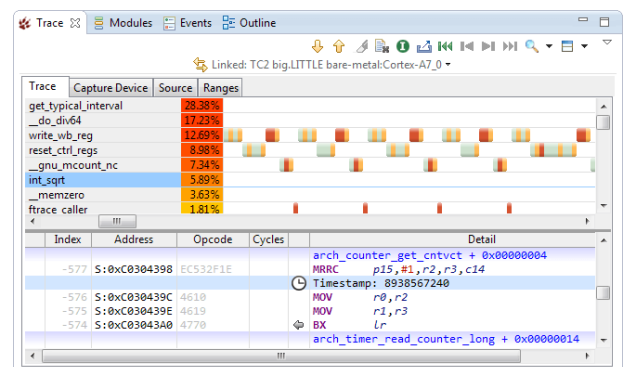 Trace Modules Events Outline
Linked: TC2 big.LITTLE bare-metal:Cortex-A7_0
Trace Capture Device Source Ranges
get_typical_interval 28.38%
__do_div64 17.23%
write_wb_reg 12.69%
reset_ctrl_regs 8.98%
__gnu_mcount_nc 7.34%
int_sqrt 5.89%
__memzero 3.63%
ftrace caller 1.81%
Index Address Opcode Cycles Detail
arch_counter_get_cntvct + 0x00000004
-577 S:0xC0304398 EC532F1E MRRC p15,#1,r2,r3,c14
Timestamp: 8938567240
-576 S:0xC030439C 4610 MOV r0,r2
-575 S:0xC030439E 4619 MOV r1,r3
-574 S:0xC03043A0 4770 BX lr
arch_timer_read_counter_long + 0x00000014